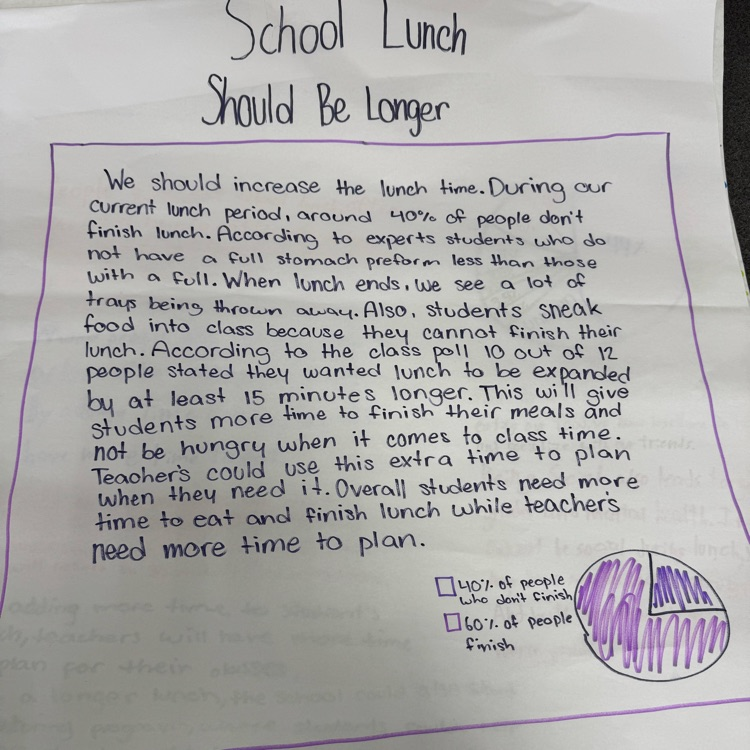 School Lunch
Should Be Longer
We should increase the lunch time. During our
current lunch period, around 40% of people don't
finish lunch. According to experts students who do
not have a full stomach preform less than those
with a full. When lunch ends, we see a lot of
trays being thrown away. Also, students sneak
food into class because they cannot finish their
lunch. According to the class poll 10 out of 12
people stated they wanted lunch to be expanded
by at least 15 minutes longer. This will give
students more time to finish their meals and
not be hungry when it comes to class time.
Teacher's could use this extra time to plan
when they need it. Overall students need more
time to eat and finish lunch while teacher's
need more time to plan.
40% of people
who don't finish
60% of people
finish